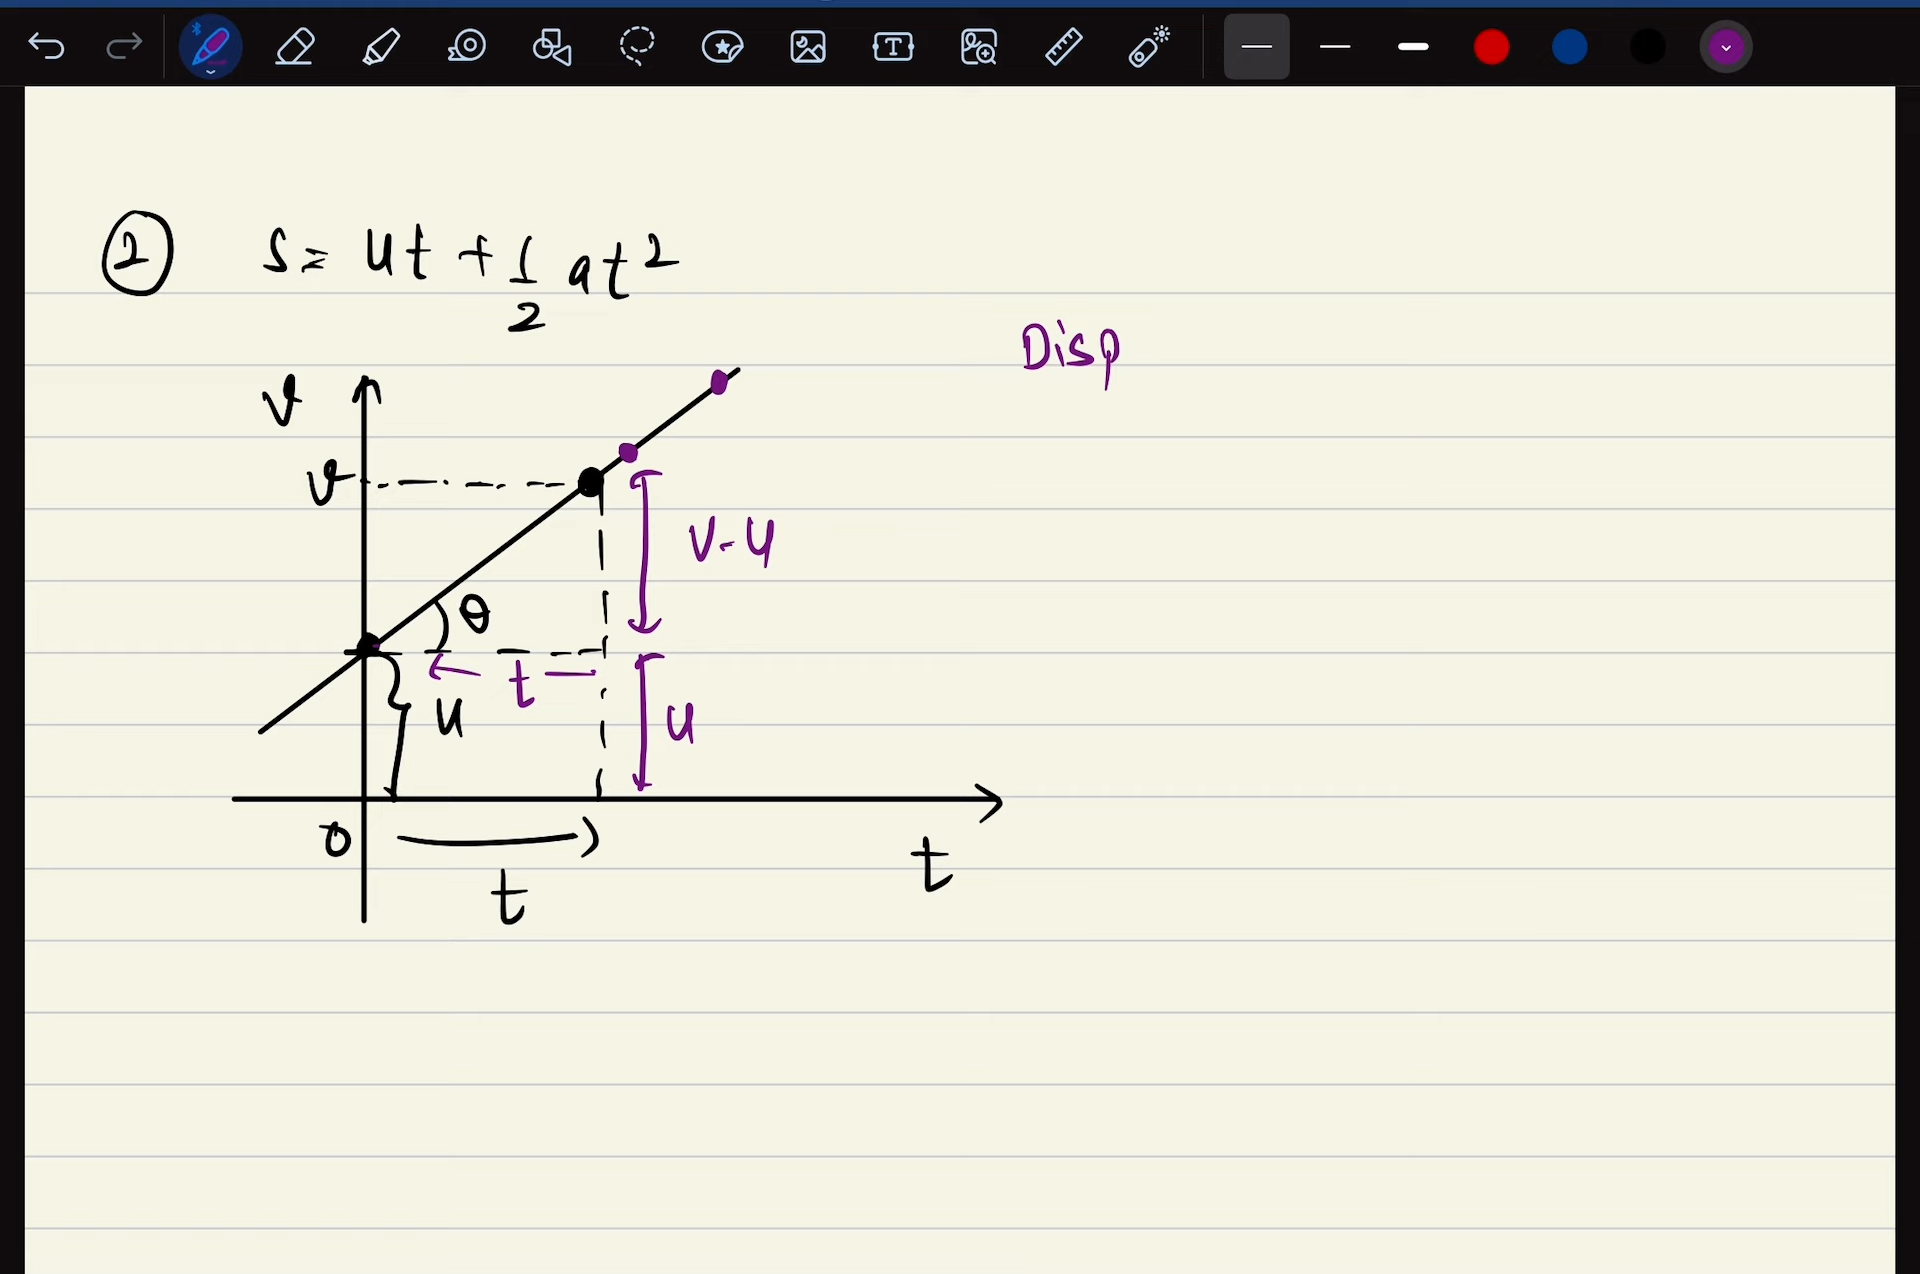 2 s = ut + 1/2 at²
Disp
v
v
v-u
θ
t
u
u
0
t
t